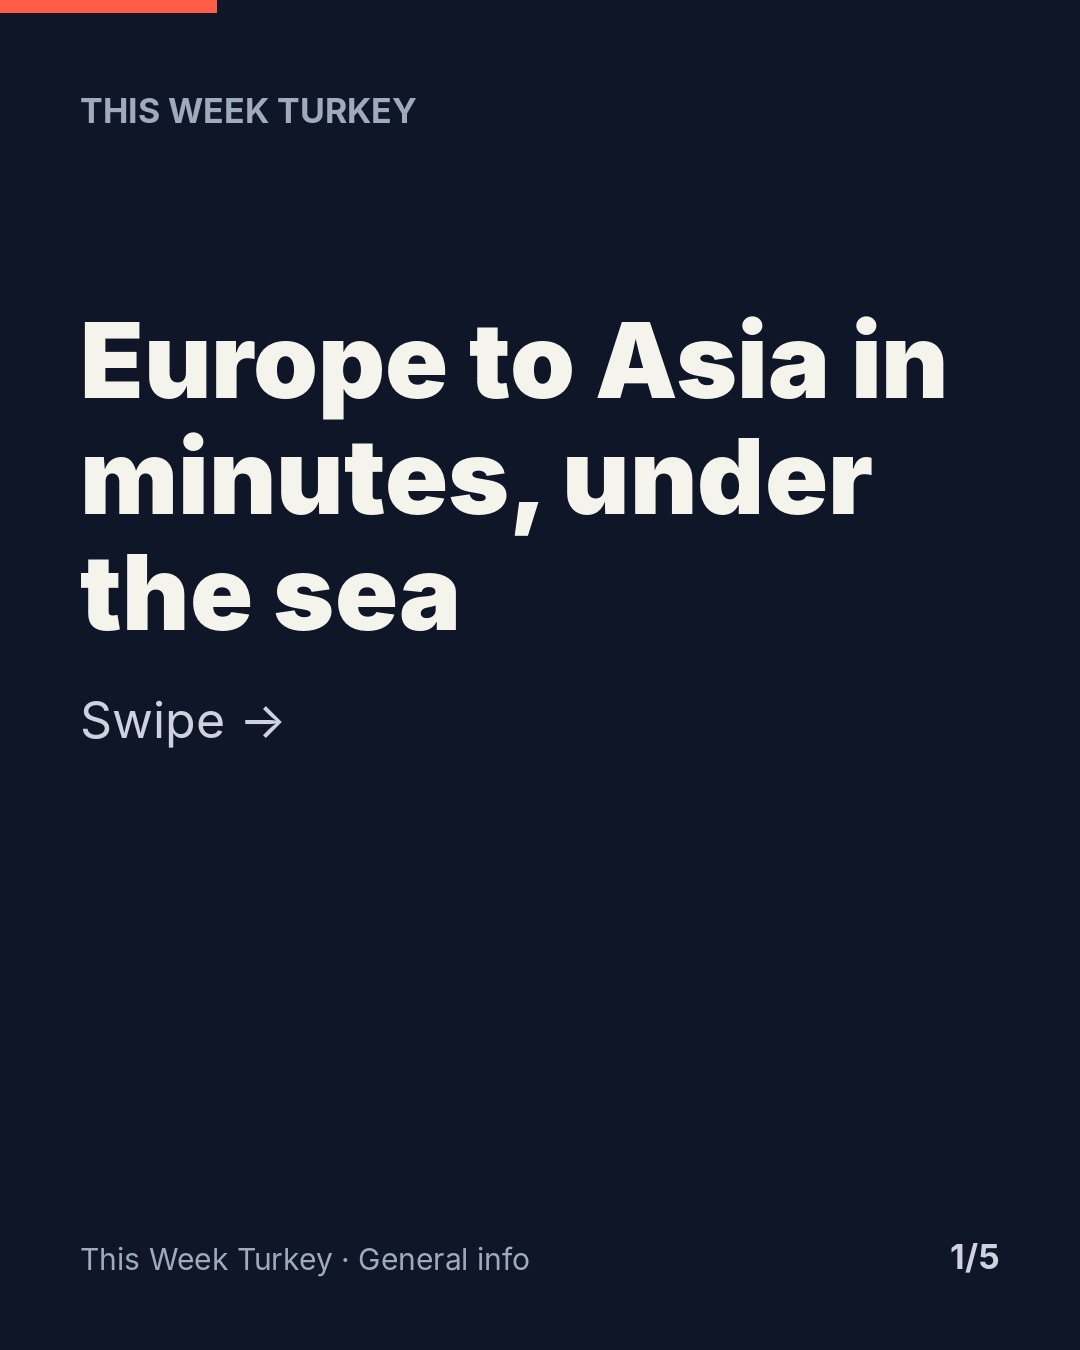 THIS WEEK TURKEY
Europe to Asia in
minutes, under
the sea
Swipe →
This Week Turkey · General info
1/5